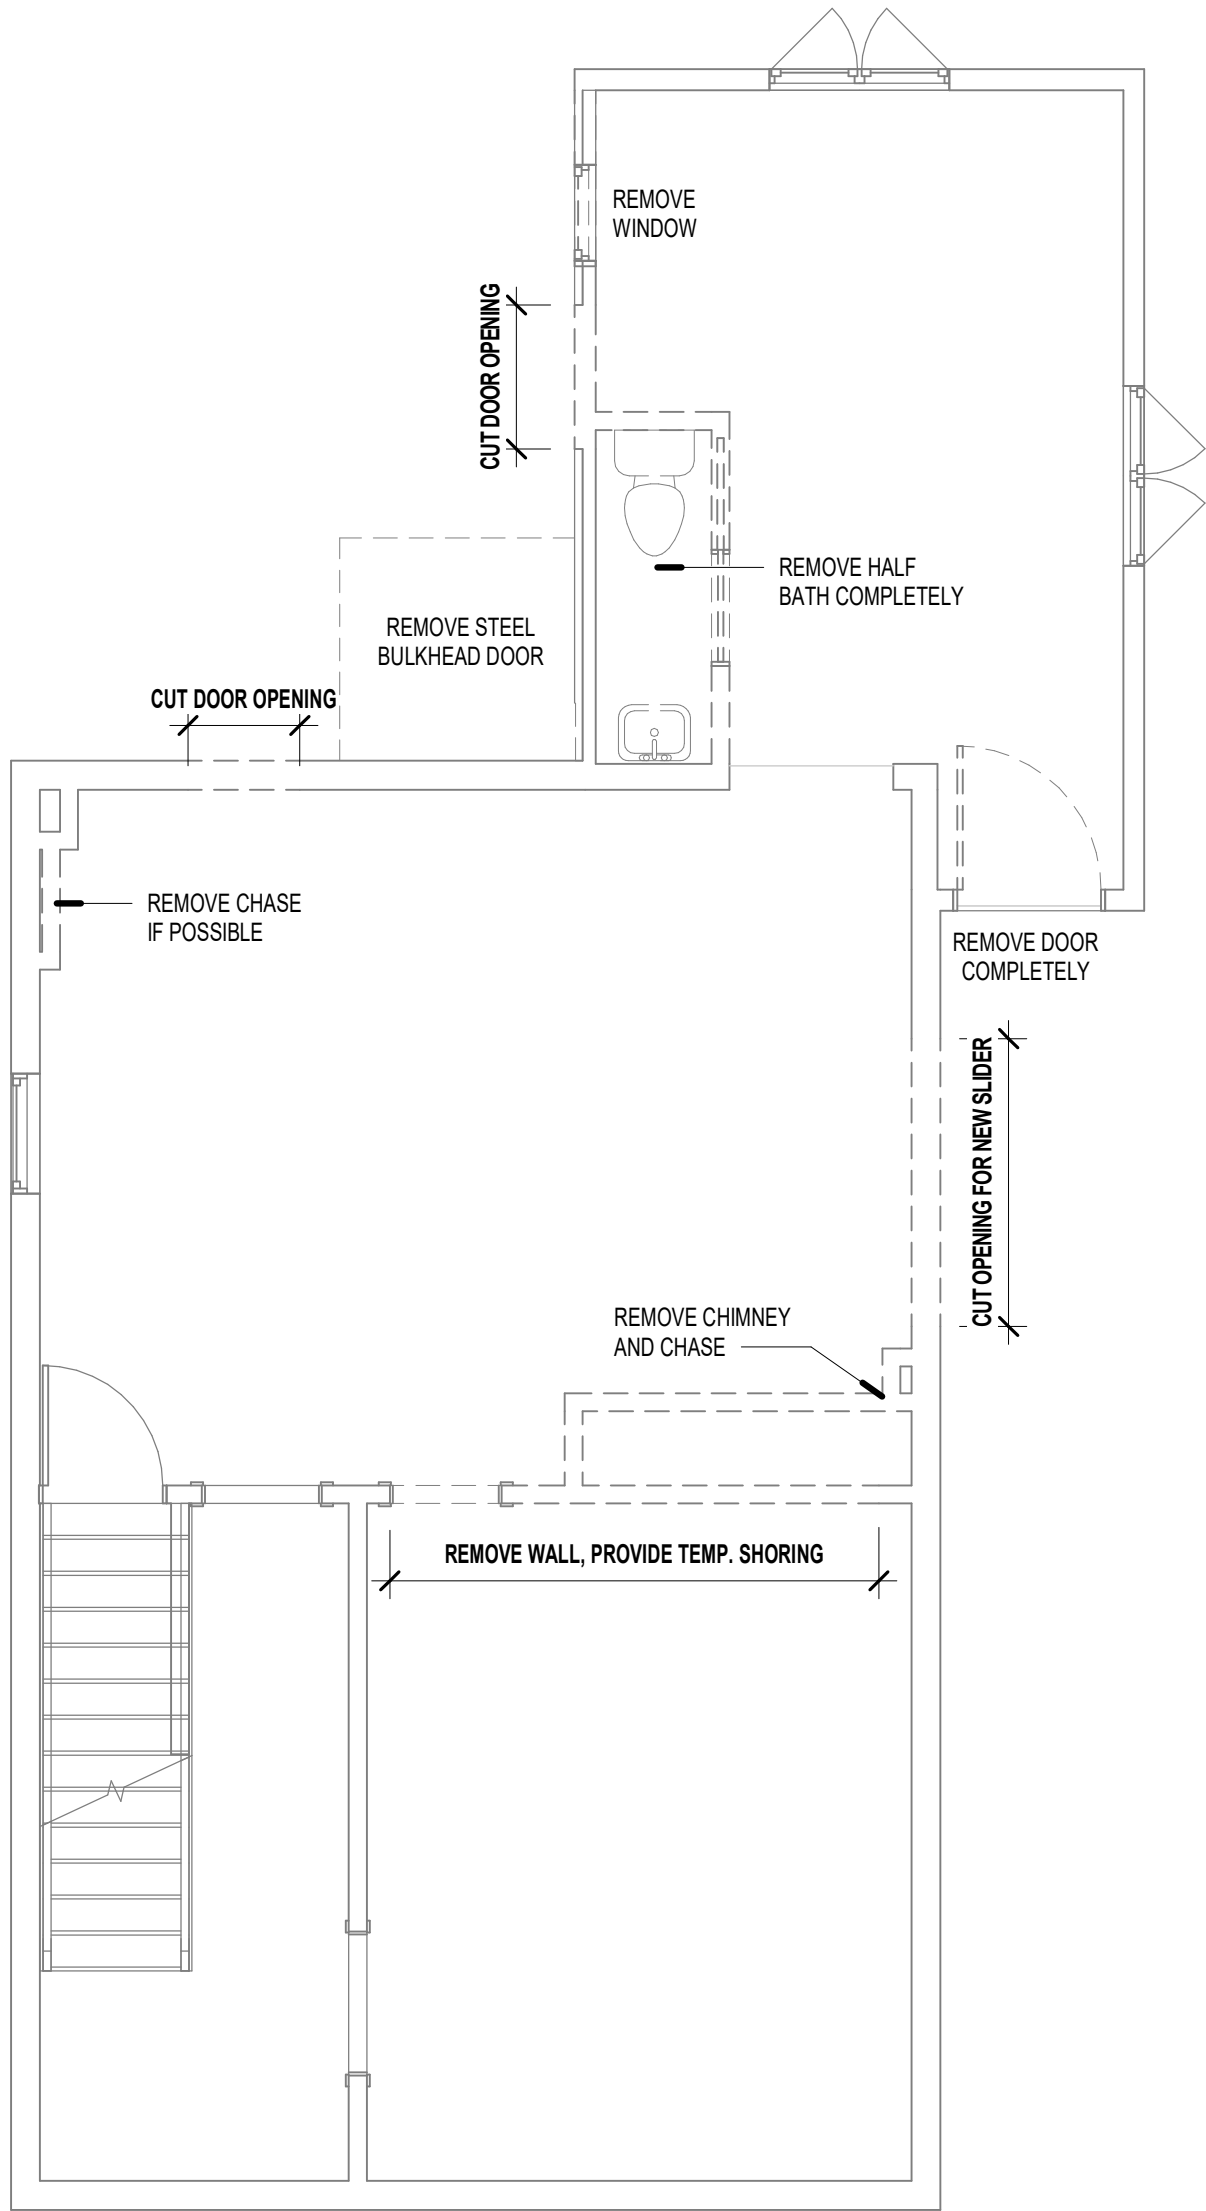 REMOVE
WINDOW
CUT DOOR OPENING
REMOVE HALF
BATH COMPLETELY
REMOVE STEEL
BULKHEAD DOOR
CUT DOOR OPENING
REMOVE CHASE
IF POSSIBLE
REMOVE DOOR
COMPLETELY
CUT OPENING FOR NEW SLIDER
REMOVE CHIMNEY
AND CHASE
REMOVE WALL, PROVIDE TEMP. SHORING